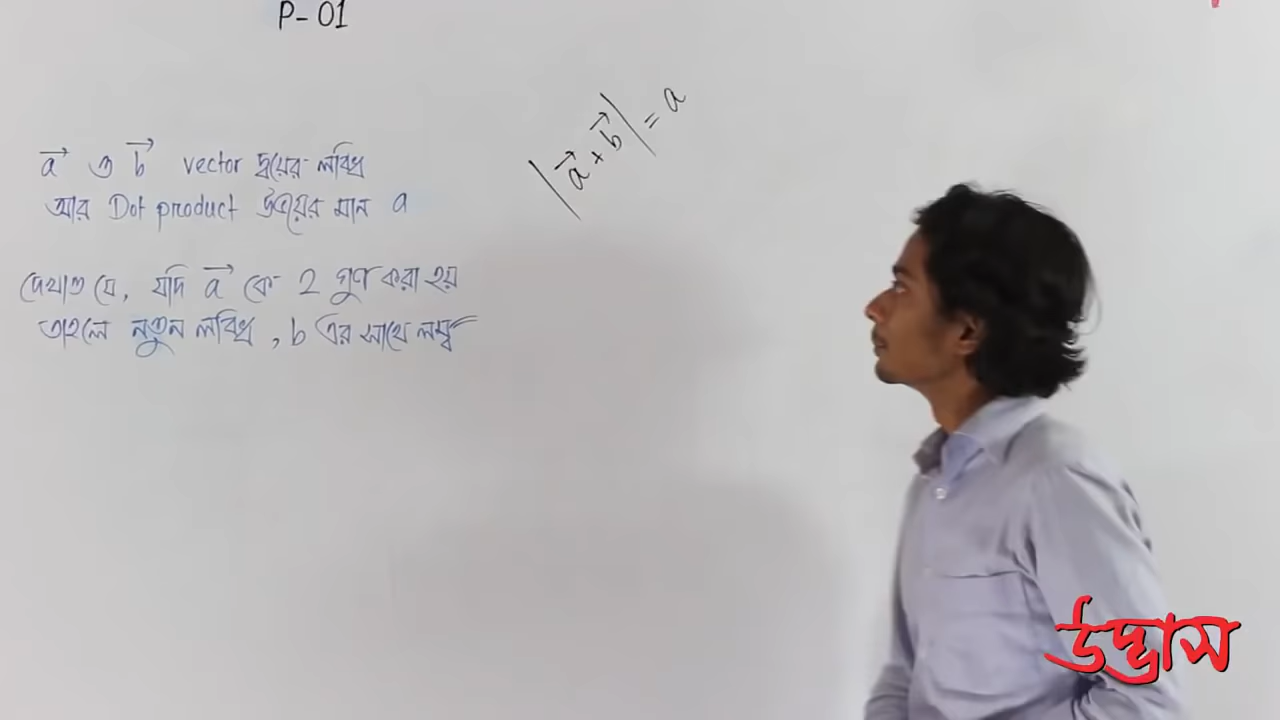 P-01
a⃗ ও b⃗ vector দ্বয়ের লব্ধি
আর Dot product উভয়ের মান a
দেখাও যে, যদি a⃗ কে 2 গুণ করা হয়
তাহলে নতুন লব্ধি, b এর সাথে লম্ব
|a⃗ + b⃗| = a
উদ্ভাস